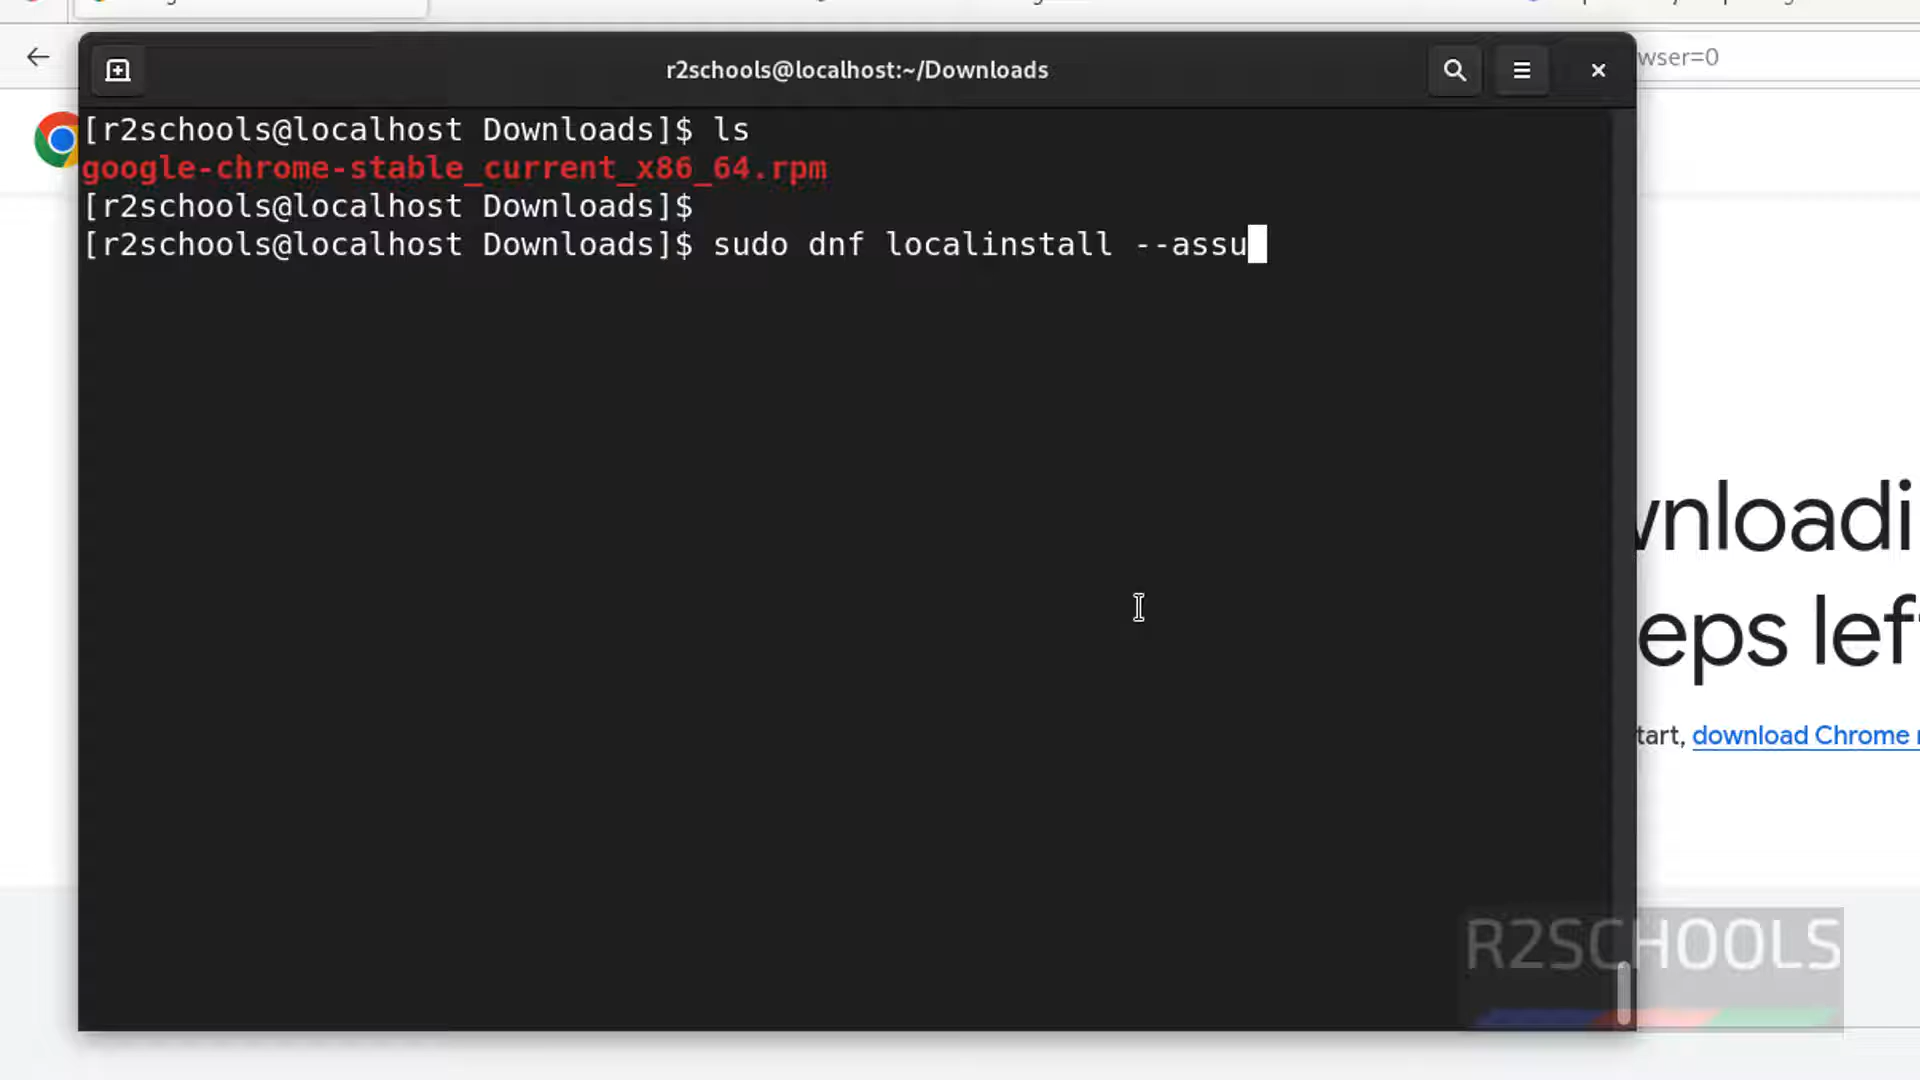 r2schools@localhost:~/Downloads
wser=0
[r2schools@localhost Downloads]$ ls
google-chrome-stable_current_x86_64.rpm
[r2schools@localhost Downloads]$
[r2schools@localhost Downloads]$ sudo dnf localinstall --assu
wnloadi
eps lef
tart, download Chrome
R2SCHOOLS